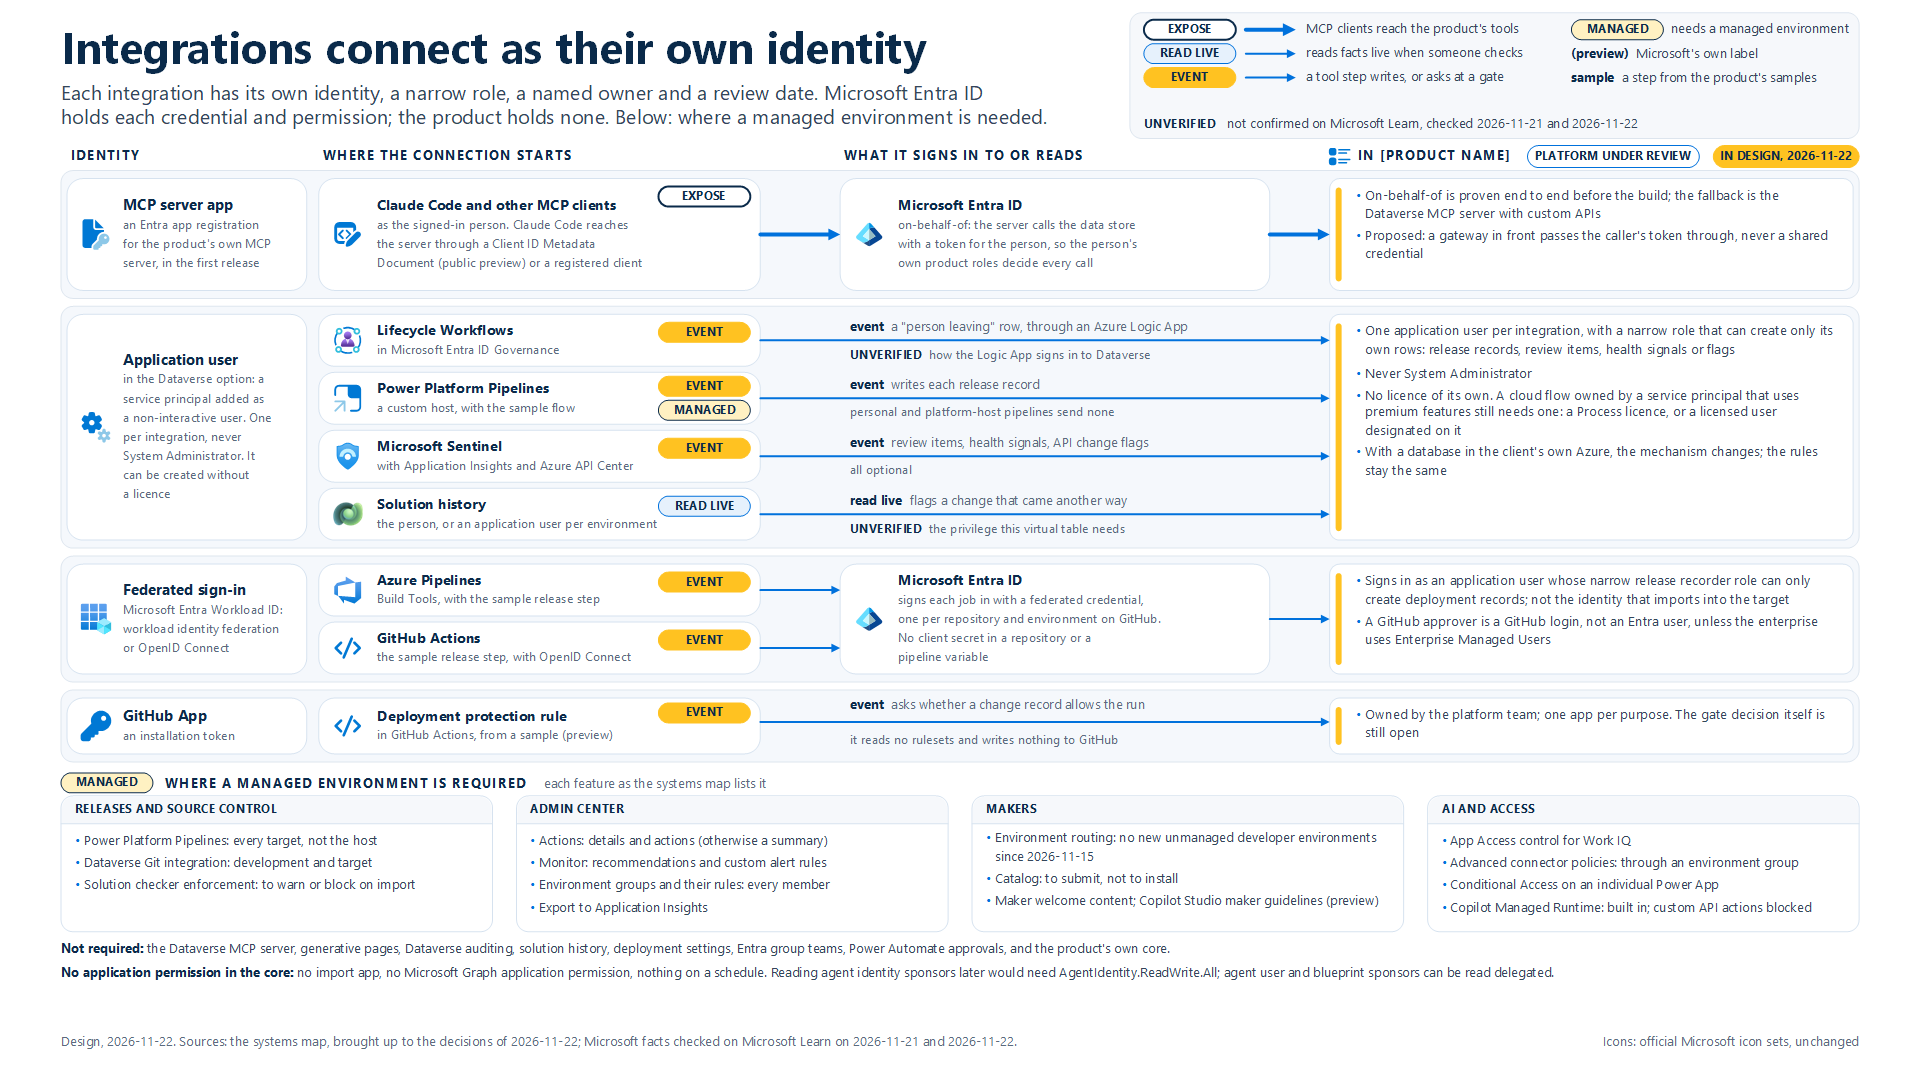 Integrations connect as their own identity
Each integration has its own identity, a narrow role, a named owner and a review date. Microsoft Entra ID
holds each credential and permission; the product holds none. Below: where a managed environment is needed.
EXPOSE MCP clients reach the product's tools
READ LIVE reads facts live when someone checks
EVENT a tool step writes, or asks at a gate
MANAGED needs a managed environment
(preview) Microsoft's own label
sample a step from the product's samples
UNVERIFIED not confirmed on Microsoft Learn, checked 2026-11-21 and 2026-11-22
IDENTITY
WHERE THE CONNECTION STARTS
WHAT IT SIGNS IN TO OR READS
IN [PRODUCT NAME]
PLATFORM UNDER REVIEW
IN DESIGN, 2026-11-22
MCP server app
an Entra app registration
for the product's own MCP
server, in the first release
Claude Code and other MCP clients
EXPOSE
as the signed-in person. Claude Code reaches
the server through a Client ID Metadata
Document (public preview) or a registered client
Microsoft Entra ID
on-behalf-of: the server calls the data store
with a token for the person, so the person's
own product roles decide every call
• On-behalf-of is proven end to end before the build; the fallback is the
Dataverse MCP server with custom APIs
• Proposed: a gateway in front passes the caller's token through, never a shared
credential
Application user
in the Dataverse option: a
service principal added as
a non-interactive user. One
per integration, never
System Administrator. It
can be created without
a licence
Lifecycle Workflows
in Microsoft Entra ID Governance
EVENT
event a "person leaving" row, through an Azure Logic App
UNVERIFIED how the Logic App signs in to Dataverse
Power Platform Pipelines
a custom host, with the sample flow
EVENT
MANAGED
event writes each release record
personal and platform-host pipelines send none
Microsoft Sentinel
with Application Insights and Azure API Center
EVENT
event review items, health signals, API change flags
all optional
Solution history
the person, or an application user per environment
READ LIVE
read live flags a change that came another way
UNVERIFIED the privilege this virtual table needs
• One application user per integration, with a narrow role that can create only its
own rows: release records, review items, health signals or flags
• Never System Administrator
• No licence of its own. A cloud flow owned by a service principal that uses
premium features still needs one: a Process licence, or a licensed user
designated on it
• With a database in the client's own Azure, the mechanism changes; the rules
stay the same
Federated sign-in
Microsoft Entra Workload ID:
workload identity federation
or OpenID Connect
Azure Pipelines
Build Tools, with the sample release step
EVENT
GitHub Actions
the sample release step, with OpenID Connect
EVENT
Microsoft Entra ID
signs each job in with a federated credential,
one per repository and environment on GitHub.
No client secret in a repository or a
pipeline variable
• Signs in as an application user whose narrow release recorder role can only
create deployment records; not the identity that imports into the target
• A GitHub approver is a GitHub login, not an Entra user, unless the enterprise
uses Enterprise Managed Users
GitHub App
an installation token
Deployment protection rule
in GitHub Actions, from a sample (preview)
EVENT
event asks whether a change record allows the run
it reads no rulesets and writes nothing to GitHub
• Owned by the platform team; one app per purpose. The gate decision itself is
still open
MANAGED WHERE A MANAGED ENVIRONMENT IS REQUIRED each feature as the systems map lists it
RELEASES AND SOURCE CONTROL
• Power Platform Pipelines: every target, not the host
• Dataverse Git integration: development and target
• Solution checker enforcement: to warn or block on import
ADMIN CENTER
• Actions: details and actions (otherwise a summary)
• Monitor: recommendations and custom alert rules
• Environment groups and their rules: every member
• Export to Application Insights
MAKERS
• Environment routing: no new unmanaged developer environments
since 2026-11-15
• Catalog: to submit, not to install
• Maker welcome content; Copilot Studio maker guidelines (preview)
AI AND ACCESS
• App Access control for Work IQ
• Advanced connector policies: through an environment group
• Conditional Access on an individual Power App
• Copilot Managed Runtime: built in; custom API actions blocked
Not required: the Dataverse MCP server, generative pages, Dataverse auditing, solution history, deployment settings, Entra group teams, Power Automate approvals, and the product's own core.
No application permission in the core: no import app, no Microsoft Graph application permission, nothing on a schedule. Reading agent identity sponsors later would need AgentIdentity.ReadWrite.All; agent user and blueprint sponsors can be read delegated.
Design, 2026-11-22. Sources: the systems map, brought up to the decisions of 2026-11-22; Microsoft facts checked on Microsoft Learn on 2026-11-21 and 2026-11-22.
Icons: official Microsoft icon sets, unchanged